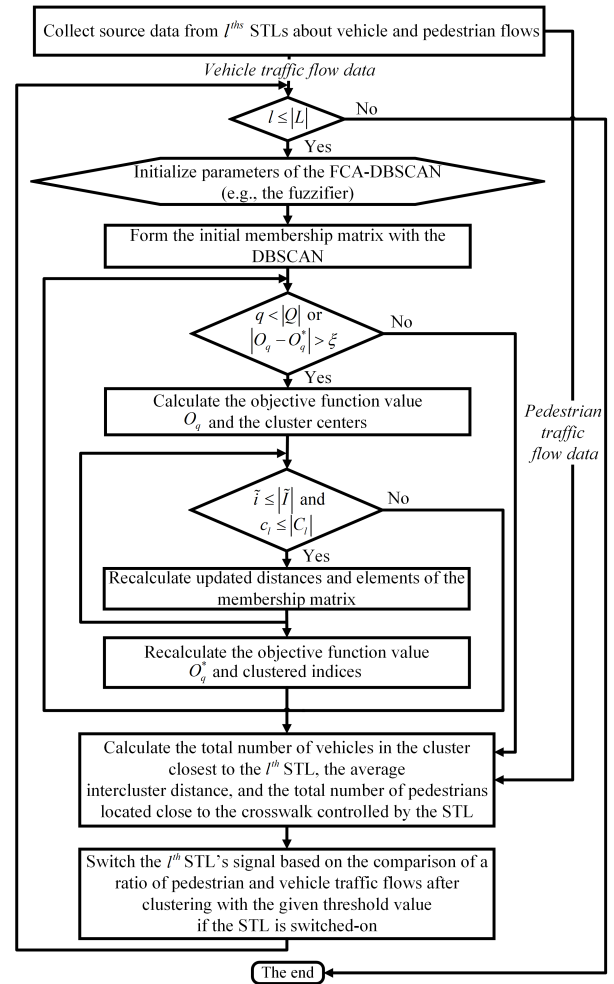 Collect source data from l^ths STLs about vehicle and pedestrian flows
Vehicle traffic flow data
l ≤ |L|
No
Yes
Initialize parameters of the FCA-DBSCAN
(e.g., the fuzzifier)
Form the initial membership matrix with the
DBSCAN
q < |Q| or
|O_q − O_q^*| > ξ
No
Yes
Calculate the objective function value
O_q and the cluster centers
Pedestrian
traffic
flow data
ĩ ≤ |Ĩ| and
c_l ≤ |C_l|
No
Yes
Recalculate updated distances and elements of the
membership matrix
Recalculate the objective function value
O_q^* and clustered indices
Calculate the total number of vehicles in the cluster
closest to the l^th STL, the average
intercluster distance, and the total number of pedestrians
located close to the crosswalk controlled by the STL
Switch the l^th STL's signal based on the comparison of a
ratio of pedestrian and vehicle traffic flows after
clustering with the given threshold value
if the STL is switched-on
The end